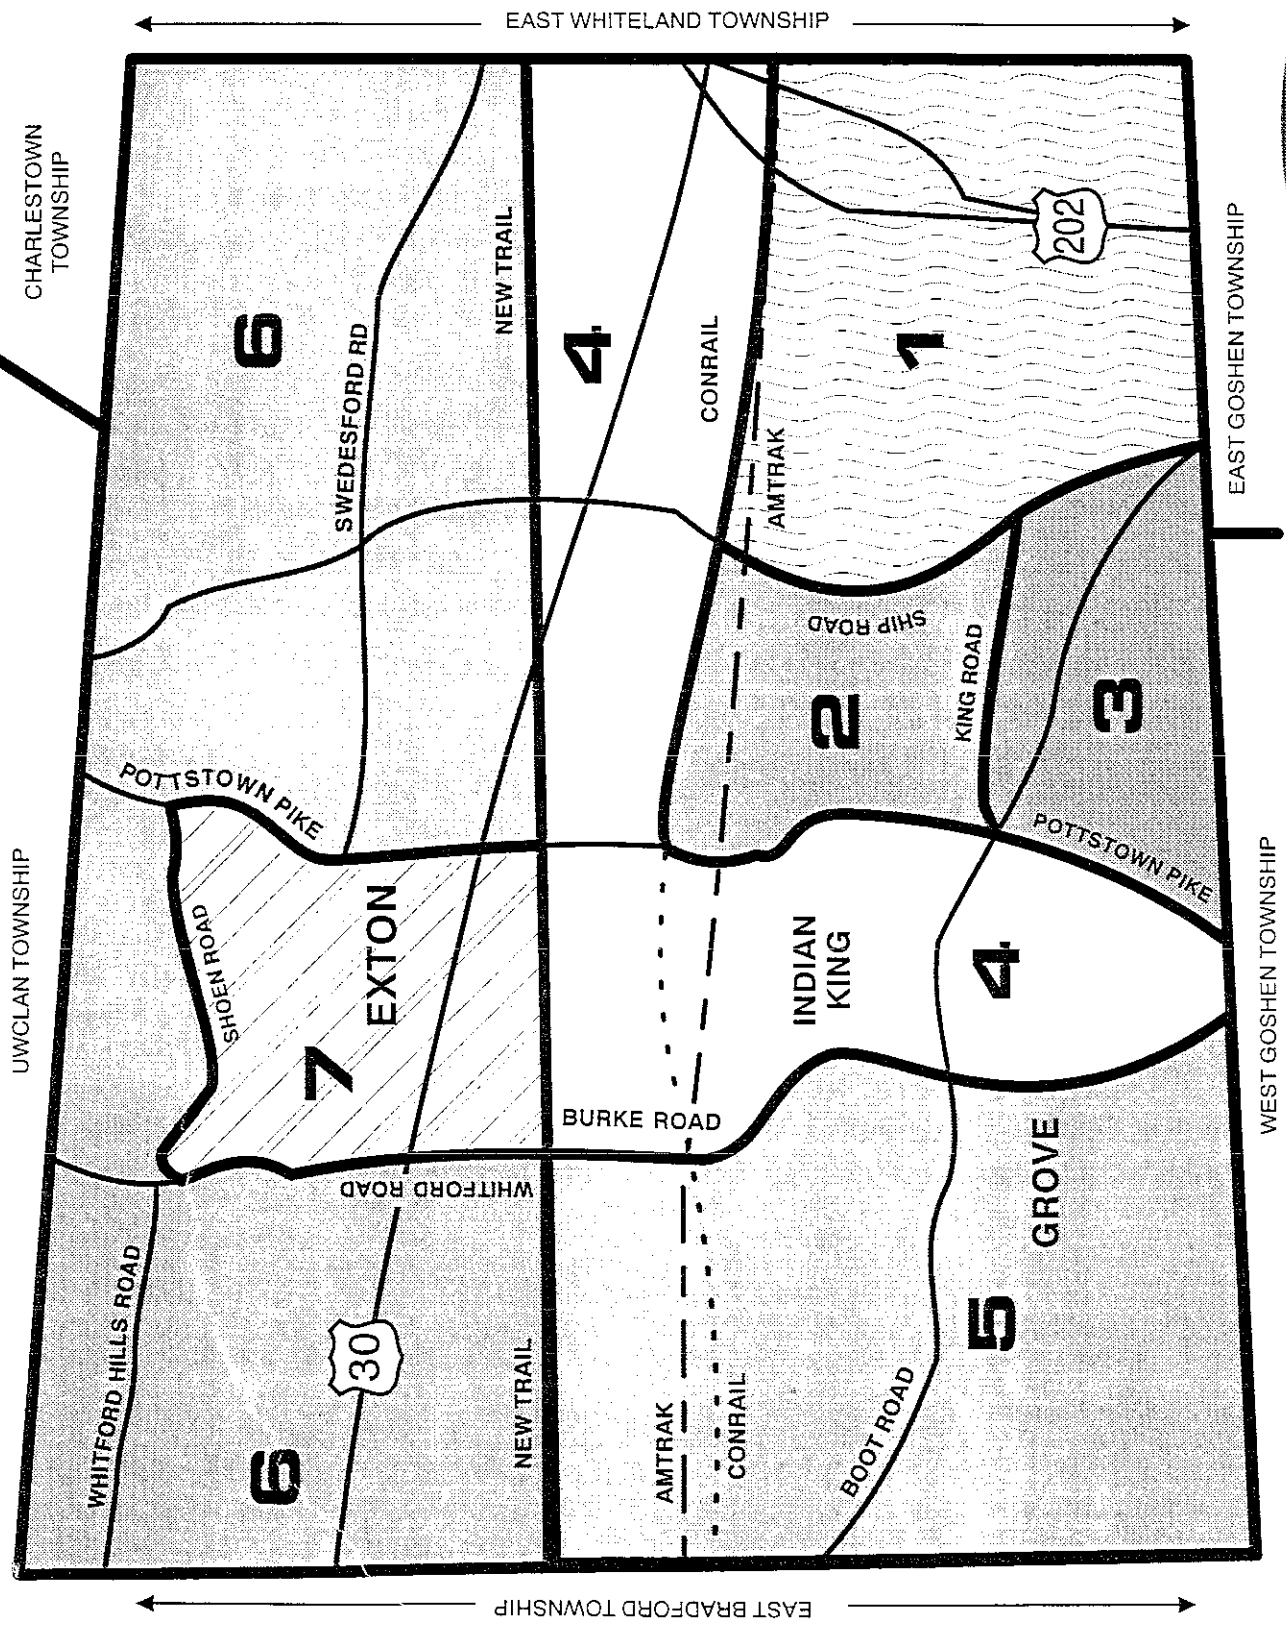 EAST WHITELAND TOWNSHIP
CHARLESTOWN
TOWNSHIP
UWCLAN TOWNSHIP
EAST BRADFORD TOWNSHIP
WEST GOSHEN TOWNSHIP
EAST GOSHEN TOWNSHIP
6
SWEDESFORD RD
NEW TRAIL
4
CONRAIL
AMTRAK
1
202
POTTSTOWN PIKE
SHOEN ROAD
7
EXTON
SHIP ROAD
2
KING ROAD
3
POTTSTOWN PIKE
INDIAN
KING
4
BURKE ROAD
WHITFORD ROAD
WHITFORD HILLS ROAD
6
30
NEW TRAIL
AMTRAK
CONRAIL
BOOT ROAD
5
GROVE